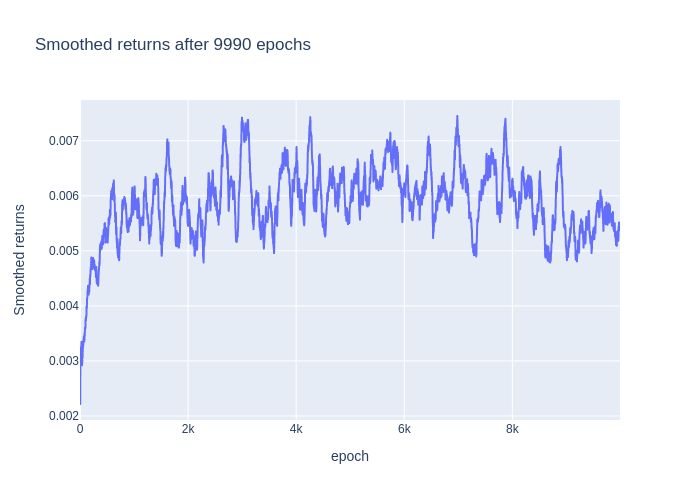 Smoothed returns after 9990 epochs
Smoothed returns
0.007
0.006
0.005
0.004
0.003
0.002
0
2k
4k
6k
8k
epoch